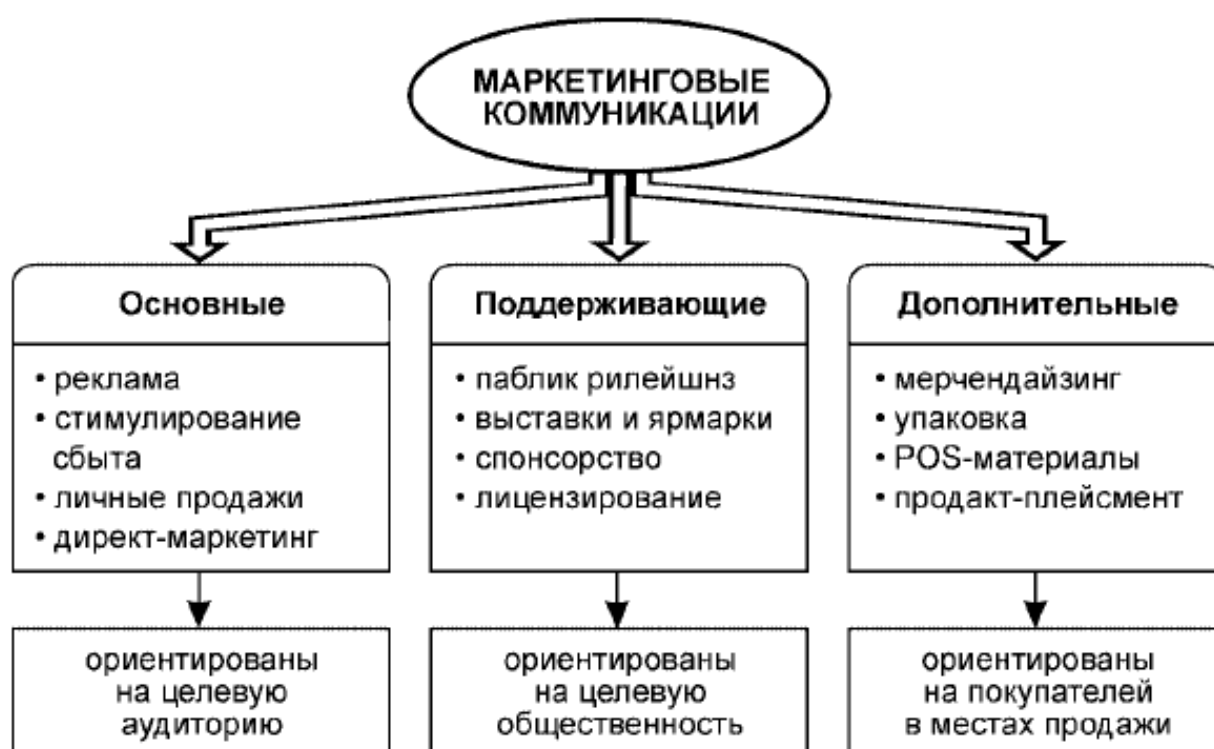 МАРКЕТИНГОВЫЕ
КОММУНИКАЦИИ
Основные
• реклама
• стимулирование
сбыта
• личные продажи
• директ-маркетинг
ориентированы
на целевую
аудиторию
Поддерживающие
• паблик рилейшнз
• выставки и ярмарки
• спонсорство
• лицензирование
ориентированы
на целевую
общественность
Дополнительные
• мерчендайзинг
• упаковка
• POS-материалы
• продакт-плейсмент
ориентированы
на покупателей
в местах продажи